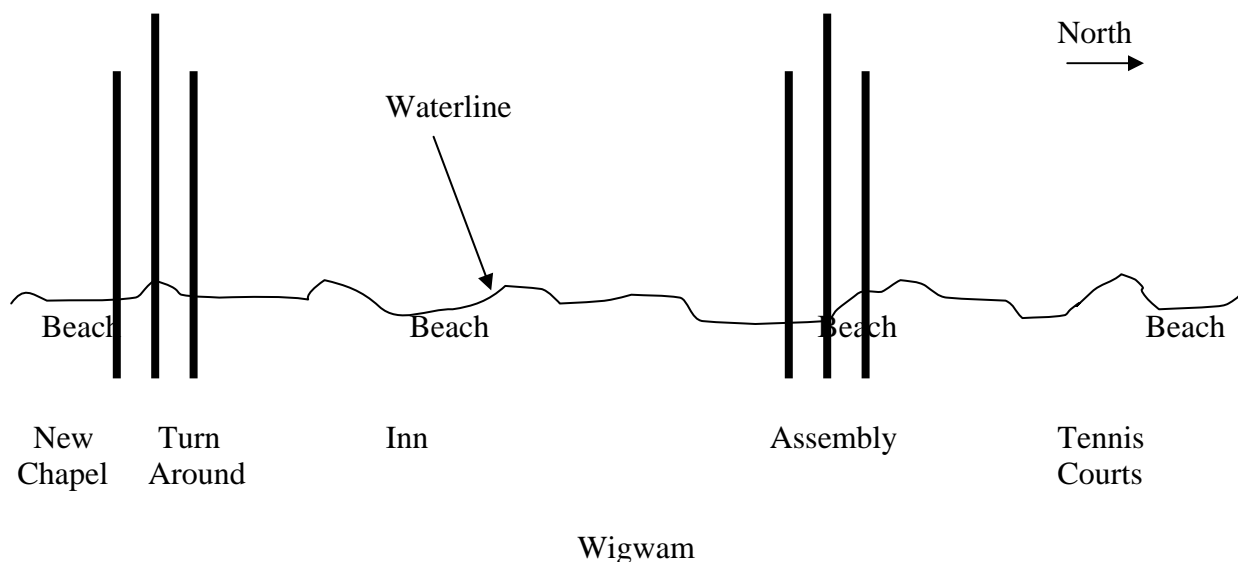 North
Waterline
Beach Beach Beach Beach
New Turn Inn Assembly Tennis
Chapel Around Courts
Wigwam